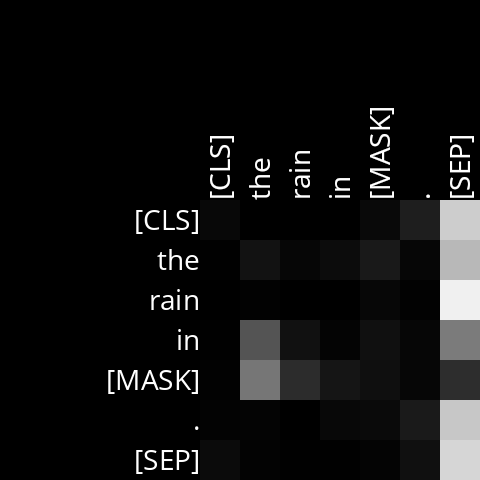 [CLS] the rain in [MASK] . [SEP]
[CLS]
the
rain
in
[MASK]
.
[SEP]